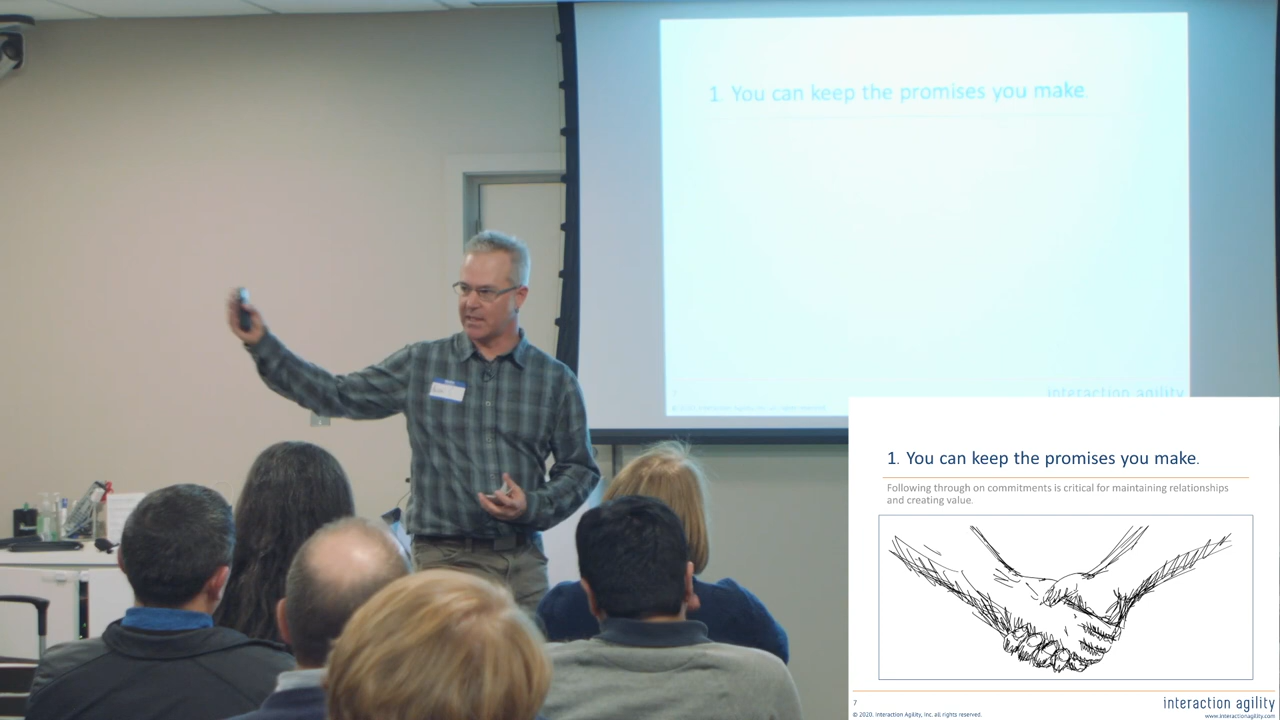 1. You can keep the promises you make.
interaction agility
1. You can keep the promises you make.
Following through on commitments is critical for maintaining relationships
and creating value.
7
interaction agility
© 2020. Interaction Agility, Inc. all rights reserved.
www.interactionagility.com